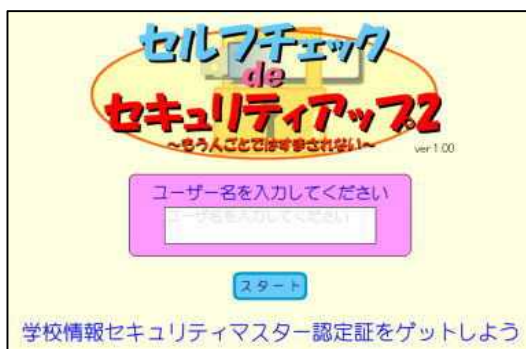 セルフチェック
de
セキュリティアップ2
～もう人ごとではすまされない～
ver 1.00
ユーザー名を入力してください
ユーザ名を入力してください
スタート
学校情報セキュリティマスター認定証をゲットしよう